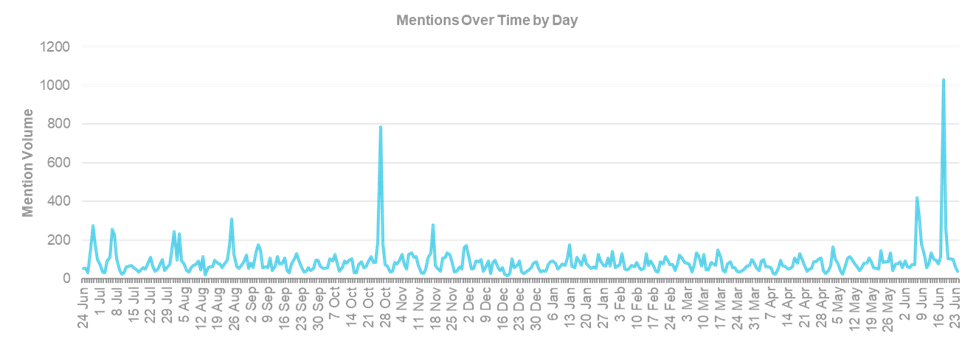 Mentions Over Time by Day
Mention Volume
1200
1000
800
600
400
200
0
24 Jun
1 Jul
8 Jul
15 Jul
22 Jul
29 Jul
5 Aug
12 Aug
19 Aug
26 Aug
2 Sep
9 Sep
16 Sep
23 Sep
30 Sep
7 Oct
14 Oct
21 Oct
28 Oct
4 Nov
11 Nov
18 Nov
25 Nov
2 Dec
9 Dec
16 Dec
23 Dec
30 Dec
6 Jan
13 Jan
20 Jan
27 Jan
3 Feb
10 Feb
17 Feb
24 Feb
3 Mar
10 Mar
17 Mar
24 Mar
31 Mar
7 Apr
14 Apr
21 Apr
28 Apr
5 May
12 May
19 May
26 May
2 Jun
9 Jun
16 Jun
23 Jun